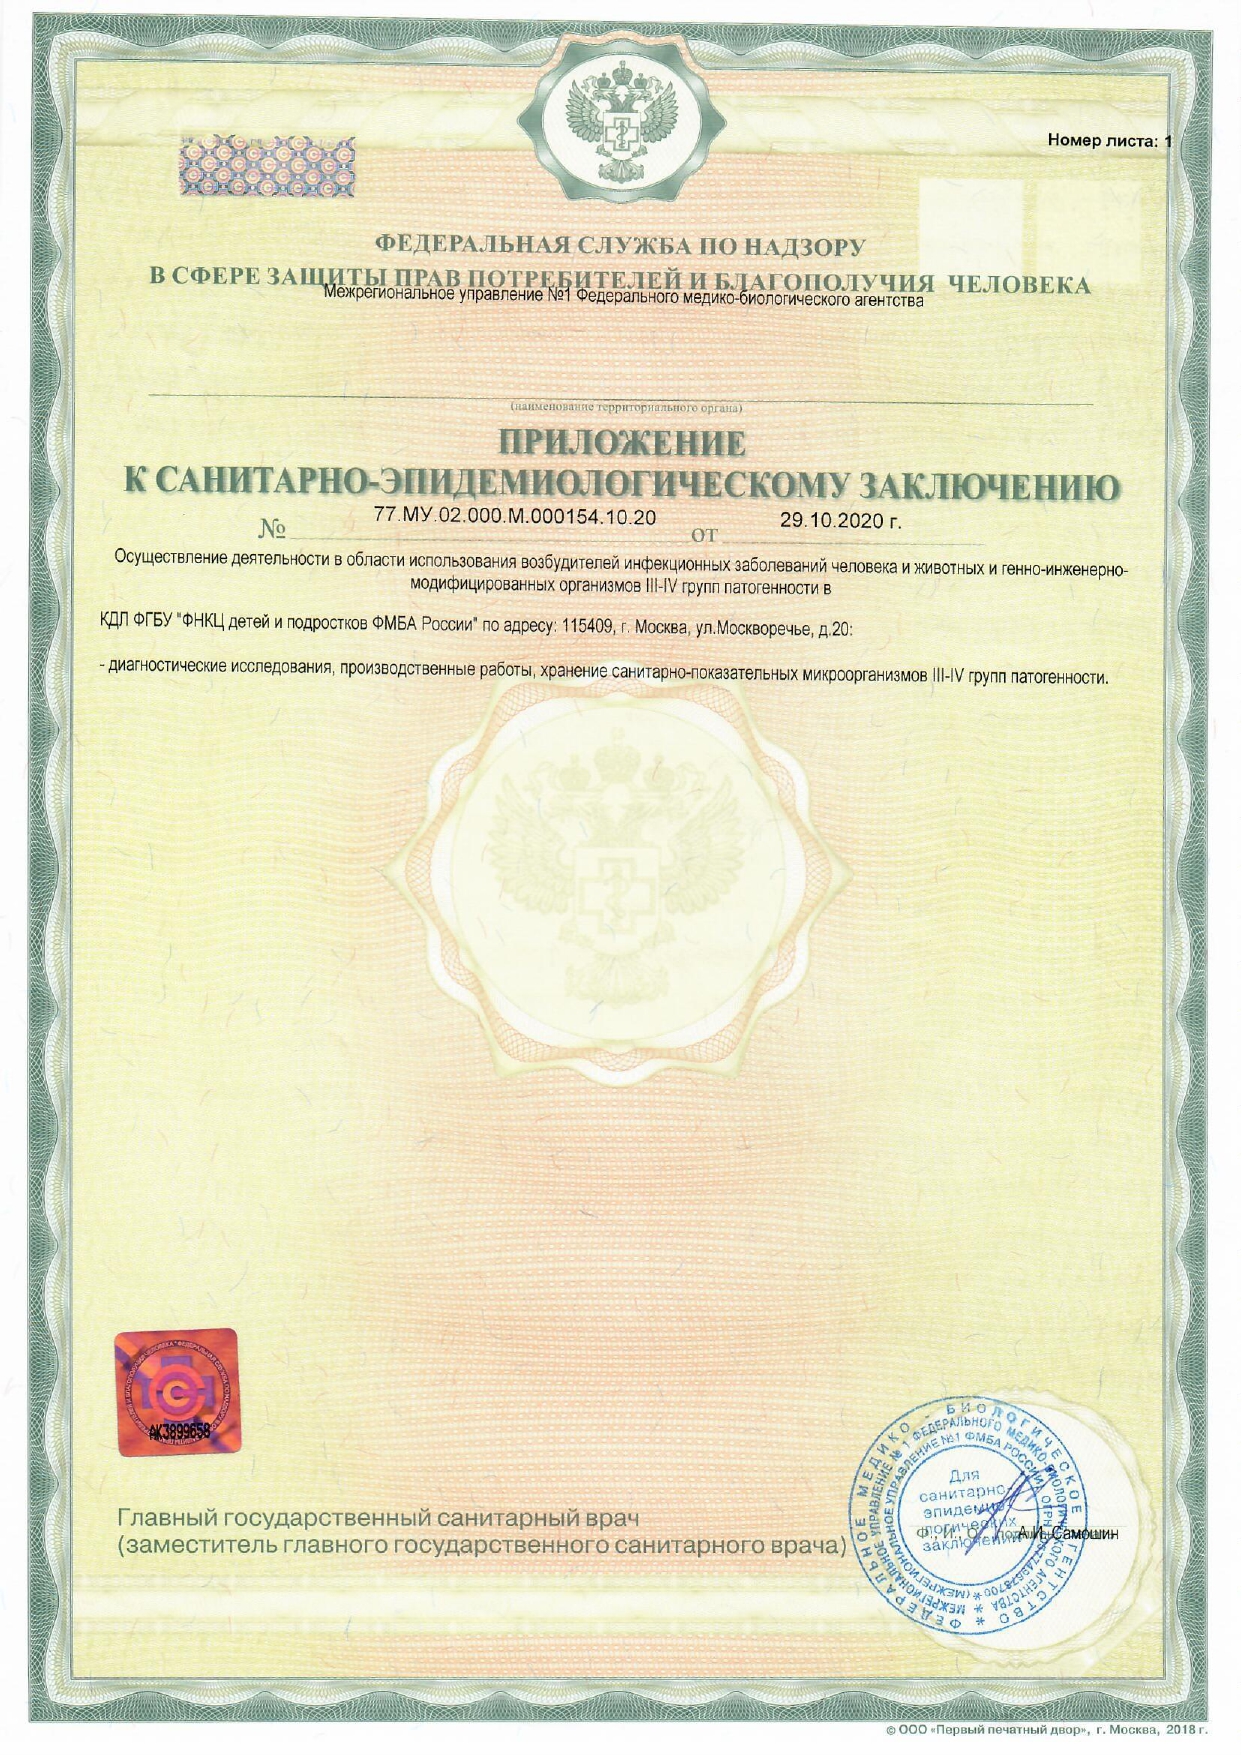 Номер листа: 1
ФЕДЕРАЛЬНАЯ СЛУЖБА ПО НАДЗОРУ
В СФЕРЕ ЗАЩИТЫ ПРАВ ПОТРЕБИТЕЛЕЙ И БЛАГОПОЛУЧИЯ ЧЕЛОВЕКА
Межрегиональное управление №1 Федерального медико-биологического агентства
(наименование территориального органа)
ПРИЛОЖЕНИЕ
К САНИТАРНО-ЭПИДЕМИОЛОГИЧЕСКОМУ ЗАКЛЮЧЕНИЮ
№ 77.МУ.02.000.М.000154.10.20 ОТ 29.10.2020 г.
Осуществление деятельности в области использования возбудителей инфекционных заболеваний человека и животных и генно-инженерно-
модифицированных организмов III-IV групп патогенности в
КДЛ ФГБУ "ФНКЦ детей и подростков ФМБА России" по адресу: 115409, г. Москва, ул.Москворечье, д.20:
- диагностические исследования, производственные работы, хранение санитарно-показательных микроорганизмов III-IV групп патогенности.
АК3899658
Главный государственный санитарный врач
(заместитель главного государственного санитарного врача)
ФЕДЕРАЛЬНОЕ МЕДИКО-БИОЛОГИЧЕСКОЕ АГЕНТСТВО
Для
санитарно-
эпидемио-
логических
заключений
Ф., И., О.,
А.И. Самошин
© ООО «Первый печатный двор», г. Москва, 2018 г.